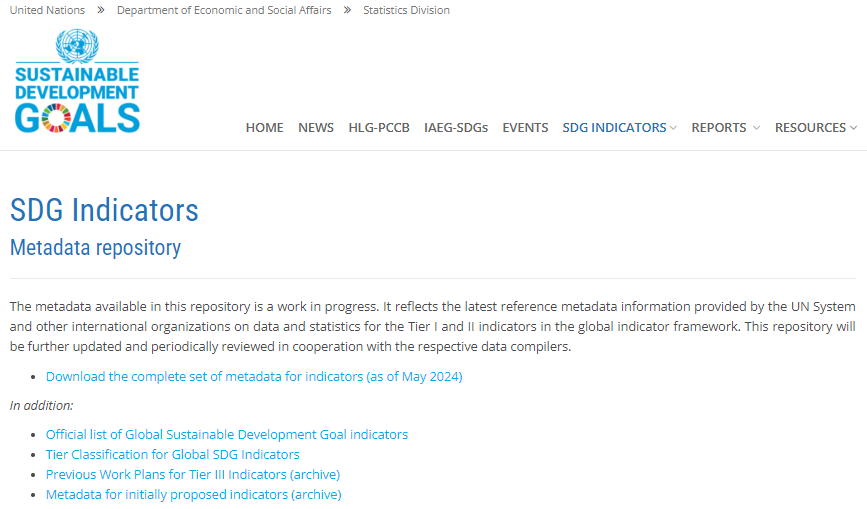 United Nations » Department of Economic and Social Affairs » Statistics Division
SUSTAINABLE
DEVELOPMENT
GOALS
HOME NEWS HLG-PCCB IAEG-SDGs EVENTS SDG INDICATORS REPORTS RESOURCES
SDG Indicators
Metadata repository
The metadata available in this repository is a work in progress. It reflects the latest reference metadata information provided by the UN System
and other international organizations on data and statistics for the Tier I and II indicators in the global indicator framework. This repository will
be further updated and periodically reviewed in cooperation with the respective data compilers.
• Download the complete set of metadata for indicators (as of May 2024)
In addition:
• Official list of Global Sustainable Development Goal indicators
• Tier Classification for Global SDG Indicators
• Previous Work Plans for Tier III Indicators (archive)
• Metadata for initially proposed indicators (archive)